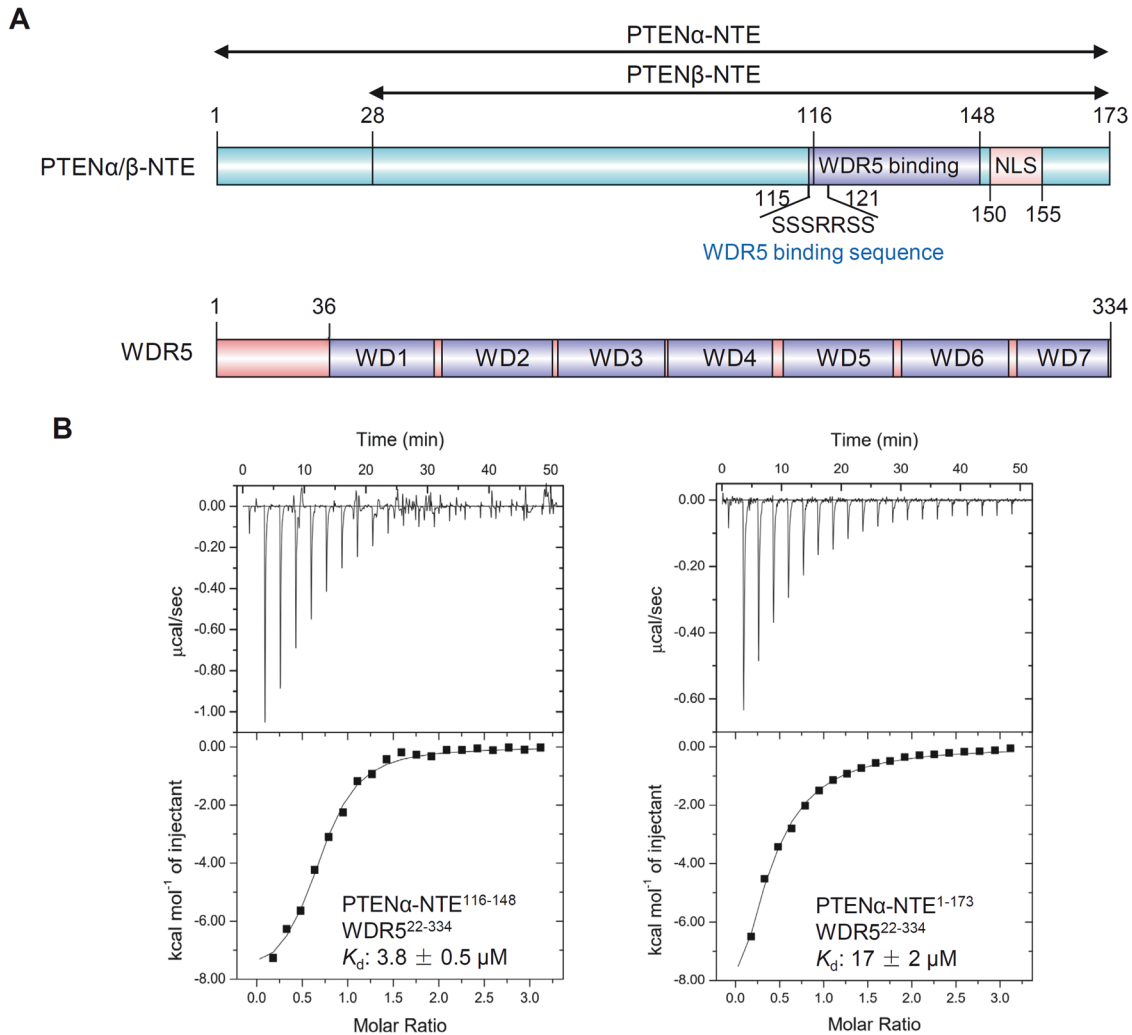 A
PTENα-NTE
PTENβ-NTE
1 28 116 148 173
PTENα/β-NTE WDR5 binding NLS
115 121 150 155
SSSRRSS
WDR5 binding sequence
1 36 334
WDR5 WD1 WD2 WD3 WD4 WD5 WD6 WD7
B
Time (min)
0 10 20 30 40 50
0.00
-0.20
-0.40
-0.60
-0.80
-1.00
µcal/sec
0.00
-2.00
-4.00
-6.00
-8.00
kcal mol⁻¹ of injectant
PTENα-NTE¹¹⁶⁻¹⁴⁸
WDR5²²⁻³³⁴
Kd: 3.8 ± 0.5 µM
0.0 0.5 1.0 1.5 2.0 2.5 3.0
Molar Ratio
Time (min)
0 10 20 30 40 50
0.00
-0.20
-0.40
-0.60
µcal/sec
0.00
-2.00
-4.00
-6.00
-8.00
kcal mol⁻¹ of injectant
PTENα-NTE¹⁻¹⁷³
WDR5²²⁻³³⁴
Kd: 17 ± 2 µM
0.0 0.5 1.0 1.5 2.0 2.5 3.0
Molar Ratio